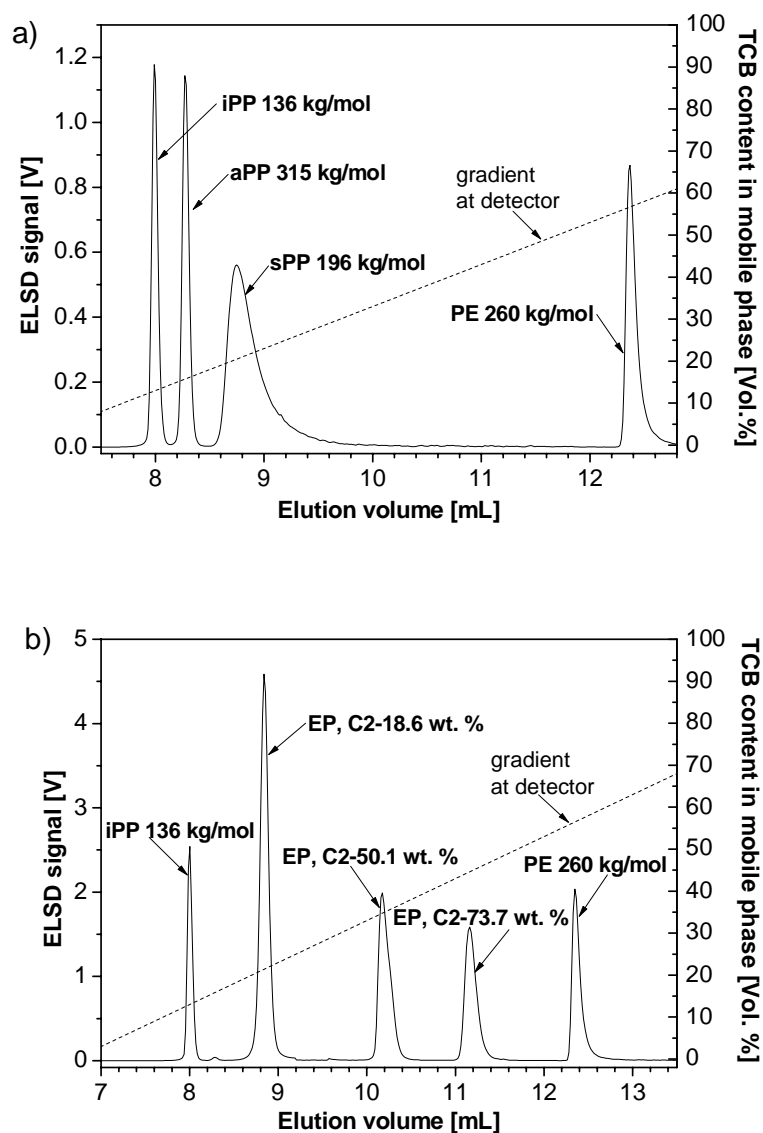 a)
ELSD signal [V]
1.2
1.0
0.8
0.6
0.4
0.2
0.0
iPP 136 kg/mol
aPP 315 kg/mol
sPP 196 kg/mol
gradient
at detector
PE 260 kg/mol
100
90
80
70
60
50
40
30
20
10
0
TCB content in mobile phase [Vol.%]
8
9
10
11
12
Elution volume [mL]
b)
ELSD signal [V]
5
4
3
2
1
0
EP, C2-18.6 wt. %
gradient
at detector
iPP 136 kg/mol
EP, C2-50.1 wt. %
PE 260 kg/mol
EP, C2-73.7 wt. %
100
90
80
70
60
50
40
30
20
10
0
TCB content in mobile phase [Vol. %]
7
8
9
10
11
12
13
Elution volume [mL]